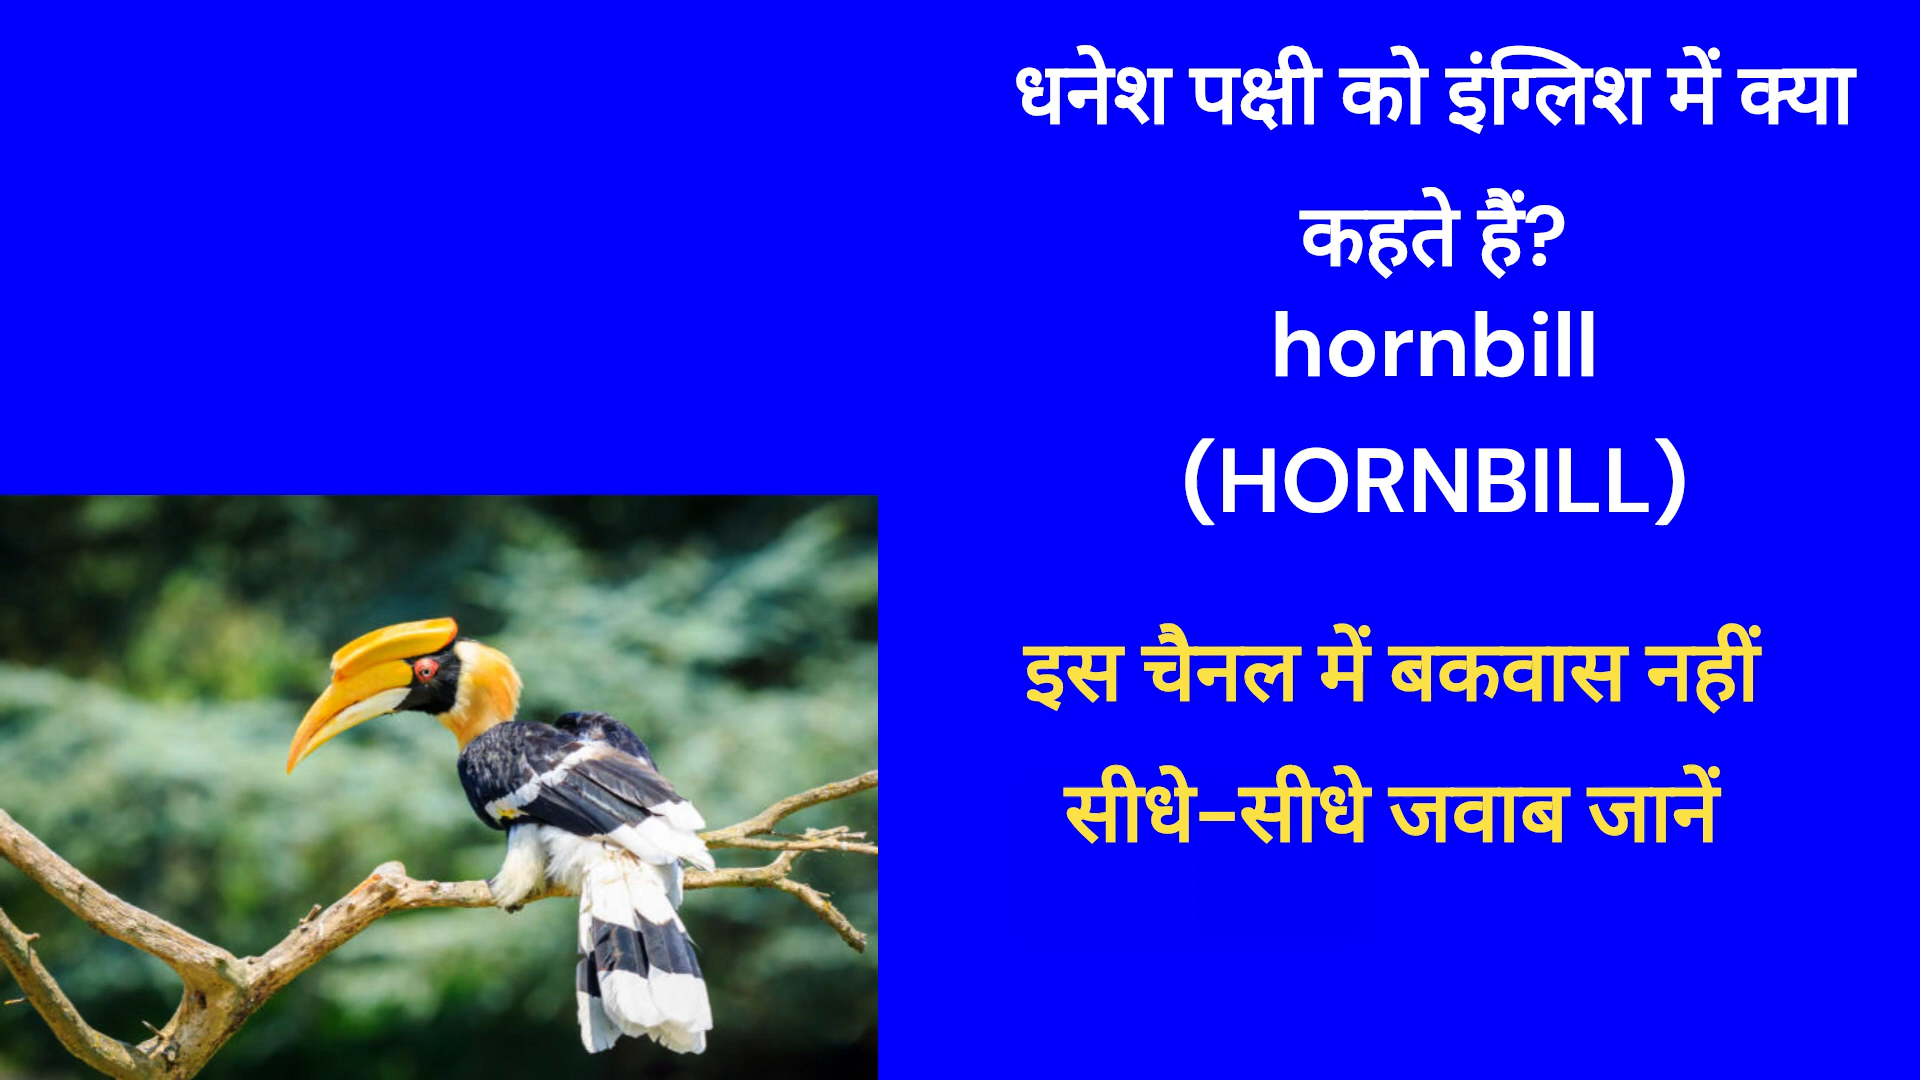 धनेश पक्षी को इंग्लिश में क्या
कहते हैं?
hornbill
(HORNBILL)
इस चैनल में बकवास नहीं
सीधे-सीधे जवाब जानें